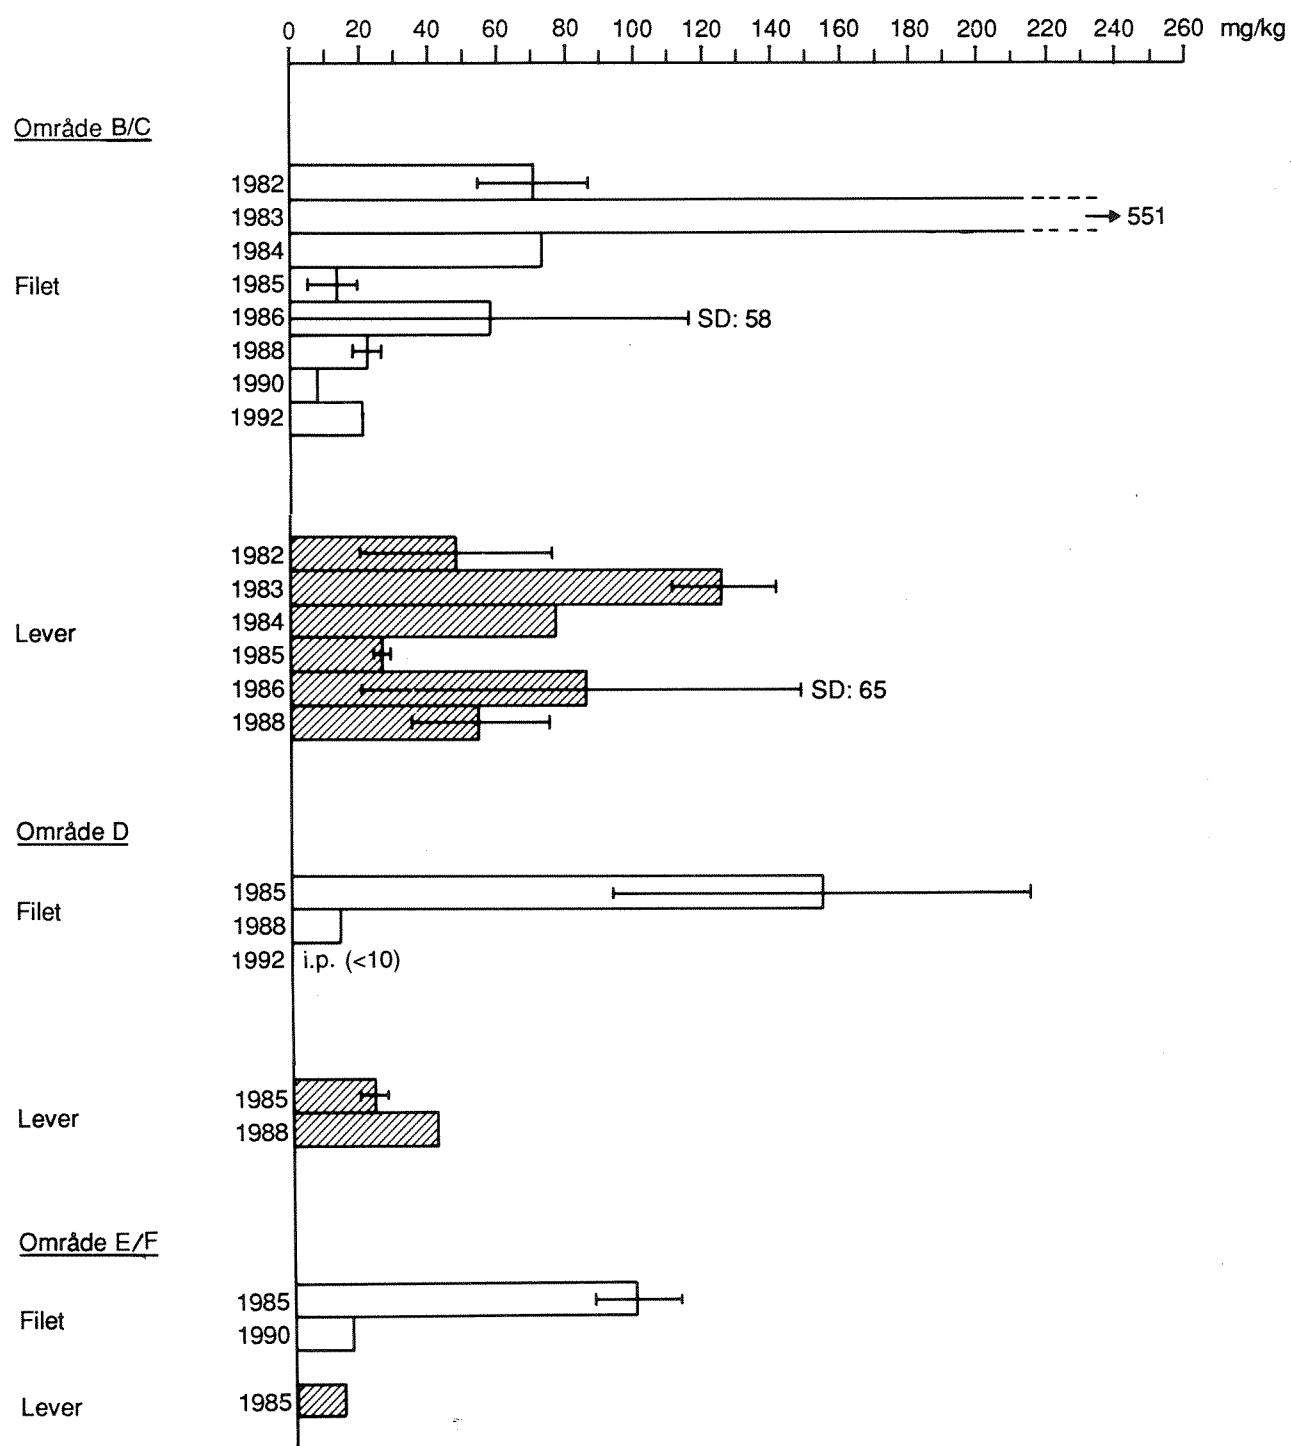 0 20 40 60 80 100 120 140 160 180 200 220 240 260 mg/kg
Område B/C
Filet
1982
1983 551
1984
1985
1986 SD: 58
1988
1990
1992
Lever
1982
1983
1984
1985
1986 SD: 65
1988
Område D
Filet
1985
1988
1992 i.p. (<10)
Lever
1985
1988
Område E/F
Filet
1985
1990
Lever 1985